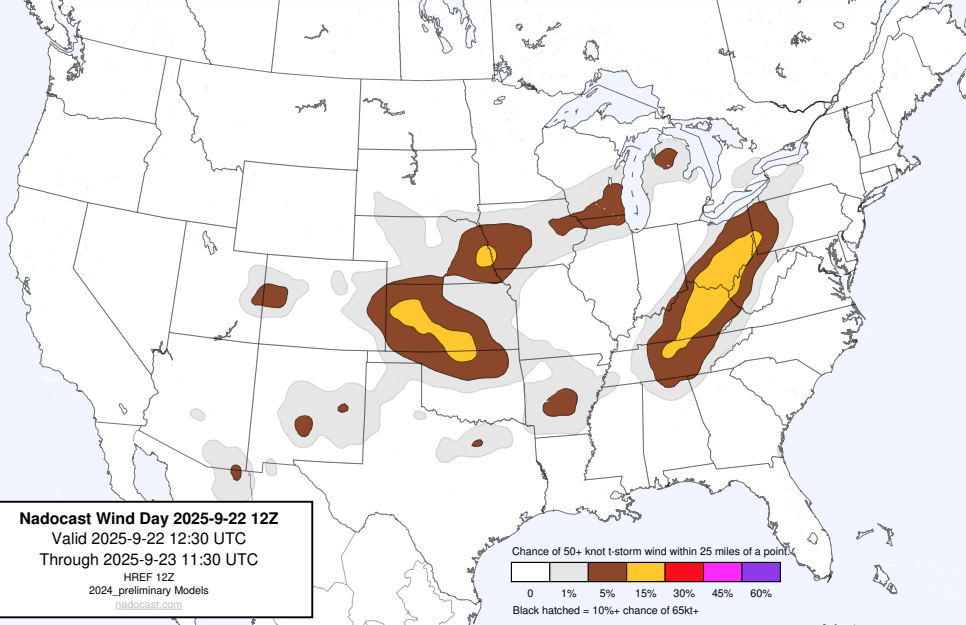 Nadocast Wind Day 2025-9-22 12Z
Valid 2025-9-22 12:30 UTC
Through 2025-9-23 11:30 UTC
HREF 12Z
2024_preliminary Models
nadocast.com
Chance of 50+ knot t-storm wind within 25 miles of a point.
0 1% 5% 15% 30% 45% 60%
Black hatched = 10%+ chance of 65kt+